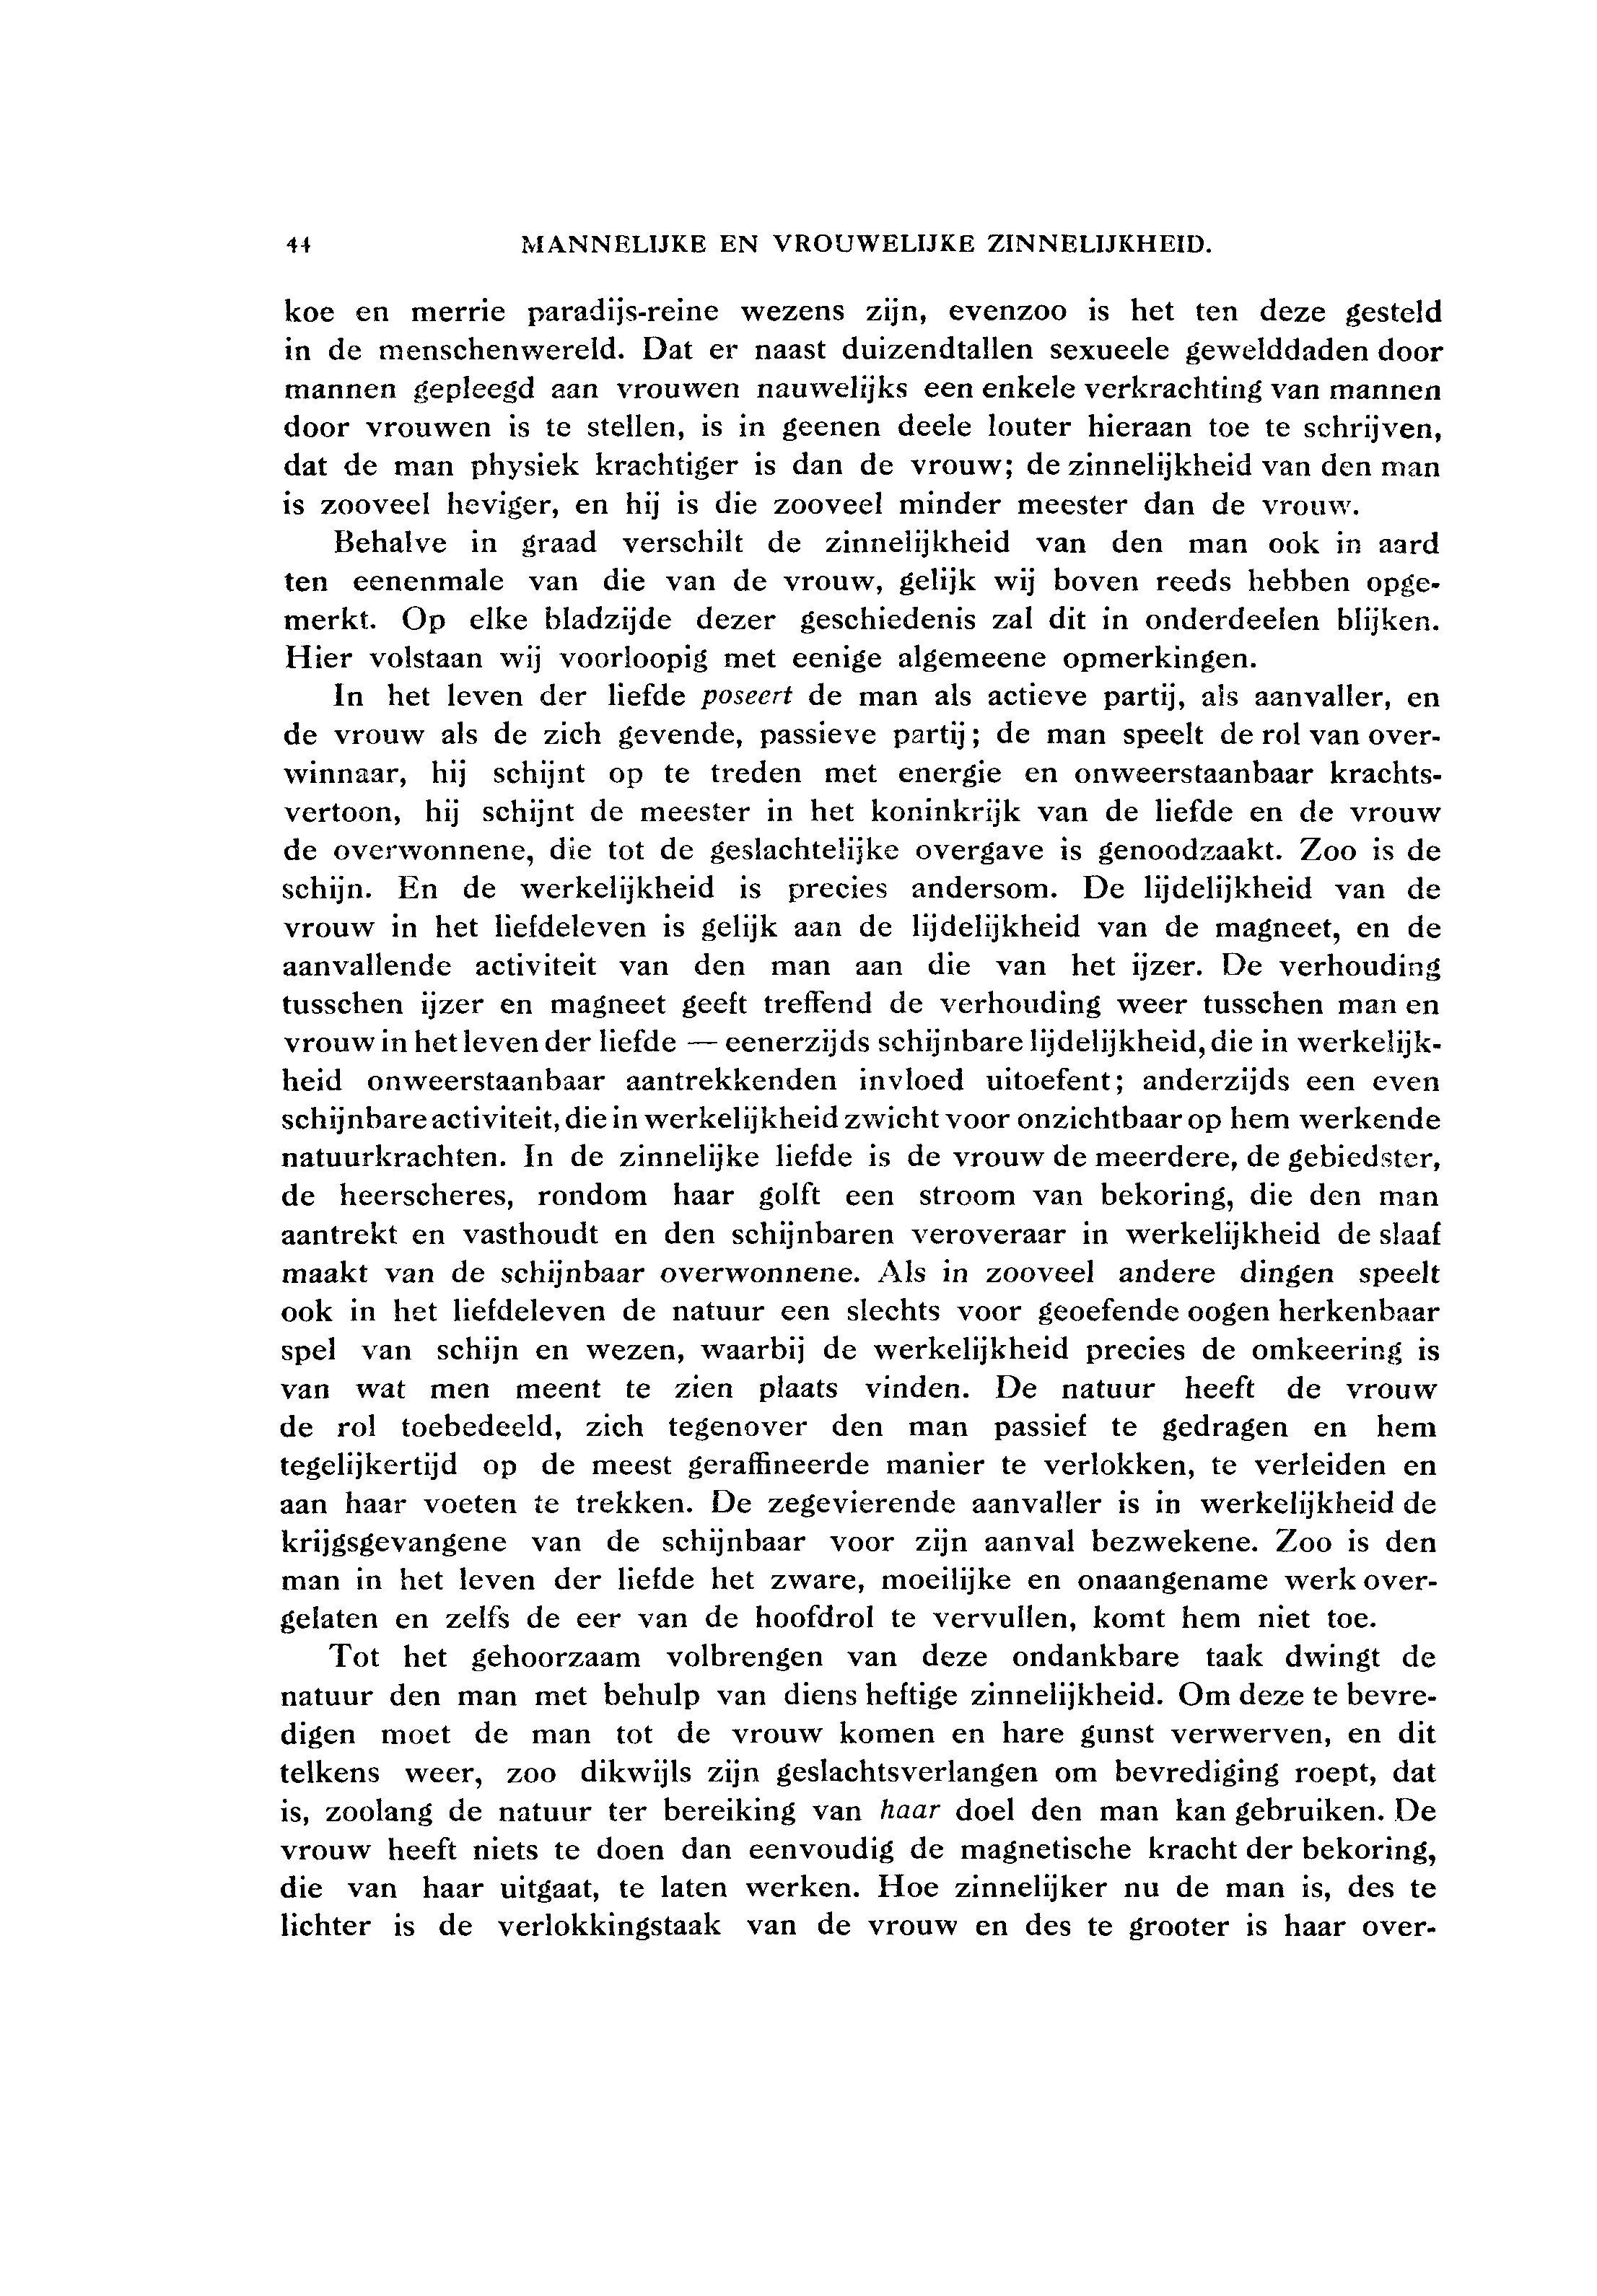 44 MANNELIJKE EN VROUWELIJKE ZINNELIJKHEID.
koe en merrie paradijs-reine wezens zijn, evenzoo is het ten deze gesteld
in de menschenwereld. Dat er naast duizendtallen sexueele gewelddaden door
mannen gepleegd aan vrouwen nauwelijks een enkele verkrachting van mannen
door vrouwen is te stellen, is in geenen deele louter hieraan toe te schrijven,
dat de man physiek krachtiger is dan de vrouw; de zinnelijkheid van den man
is zooveel heviger, en hij is die zooveel minder meester dan de vrouw.
Behalve in graad verschilt de zinnelijkheid van den man ook in aard
ten eenenmale van die van de vrouw, gelijk wij boven reeds hebben opge-
merkt. Op elke bladzijde dezer geschiedenis zal dit in onderdeelen blijken.
Hier volstaan wij voorloopig met eenige algemeene opmerkingen.
In het leven der liefde poseert de man als actieve partij, als aanvaller, en
de vrouw als de zich gevende, passieve partij; de man speelt de rol van over-
winnaar, hij schijnt op te treden met energie en onweerstaanbaar krachts-
vertoon, hij schijnt de meester in het koninkrijk van de liefde en de vrouw
de overwonnene, die tot de geslachtelijke overgave is genoodzaakt. Zoo is de
schijn. En de werkelijkheid is precies andersom. De lijdelijkheid van de
vrouw in het liefdeleven is gelijk aan de lijdelijkheid van de magneet, en de
aanvallende activiteit van den man aan die van het ijzer. De verhouding
tusschen ijzer en magneet geeft treffend de verhouding weer tusschen man en
vrouw in het leven der liefde — eenerzijds schijnbare lijdelijkheid, die in werkelijk-
heid onweerstaanbaar aantrekkenden invloed uitoefent; anderzijds een even
schijnbare activiteit, die in werkelijkheid zwicht voor onzichtbaar op hem werkende
natuurkrachten. In de zinnelijke liefde is de vrouw de meerdere, de gebiedster,
de heerscheres, rondom haar golft een stroom van bekoring, die den man
aantrekt en vasthoudt en den schijnbaren veroveraar in werkelijkheid de slaaf
maakt van de schijnbaar overwonnene. Als in zooveel andere dingen speelt
ook in het liefdeleven de natuur een slechts voor geoefende oogen herkenbaar
spel van schijn en wezen, waarbij de werkelijkheid precies de omkeering is
van wat men meent te zien plaats vinden. De natuur heeft de vrouw
de rol toebedeeld, zich tegenover den man passief te gedragen en hem
tegelijkertijd op de meest geraffineerde manier te verlokken, te verleiden en
aan haar voeten te trekken. De zegevierende aanvaller is in werkelijkheid de
krijgsgevangene van de schijnbaar voor zijn aanval bezwekene. Zoo is den
man in het leven der liefde het zware, moeilijke en onaangename werk over-
gelaten en zelfs de eer van de hoofdrol te vervullen, komt hem niet toe.
Tot het gehoorzaam volbrengen van deze ondankbare taak dwingt de
natuur den man met behulp van diens heftige zinnelijkheid. Om deze te bevre-
digen moet de man tot de vrouw komen en hare gunst verwerven, en dit
telkens weer, zoo dikwijls zijn geslachtsverlangen om bevrediging roept, dat
is, zoolang de natuur ter bereiking van haar doel den man kan gebruiken. De
vrouw heeft niets te doen dan eenvoudig de magnetische kracht der bekoring,
die van haar uitgaat, te laten werken. Hoe zinnelijker nu de man is, des te
lichter is de verlokkingstaak van de vrouw en des te grooter is haar over-